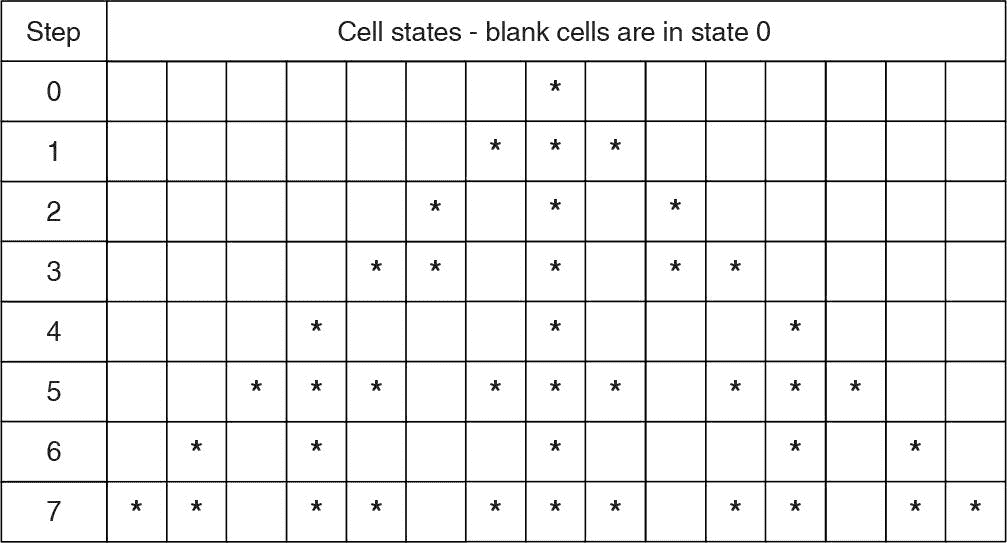 Step Cell states - blank cells are in state 0
0 *
1 * * *
2 * * *
3 * * * * *
4 * * *
5 * * * * * * * * *
6 * * * * *
7 * * * * * * * * * * *